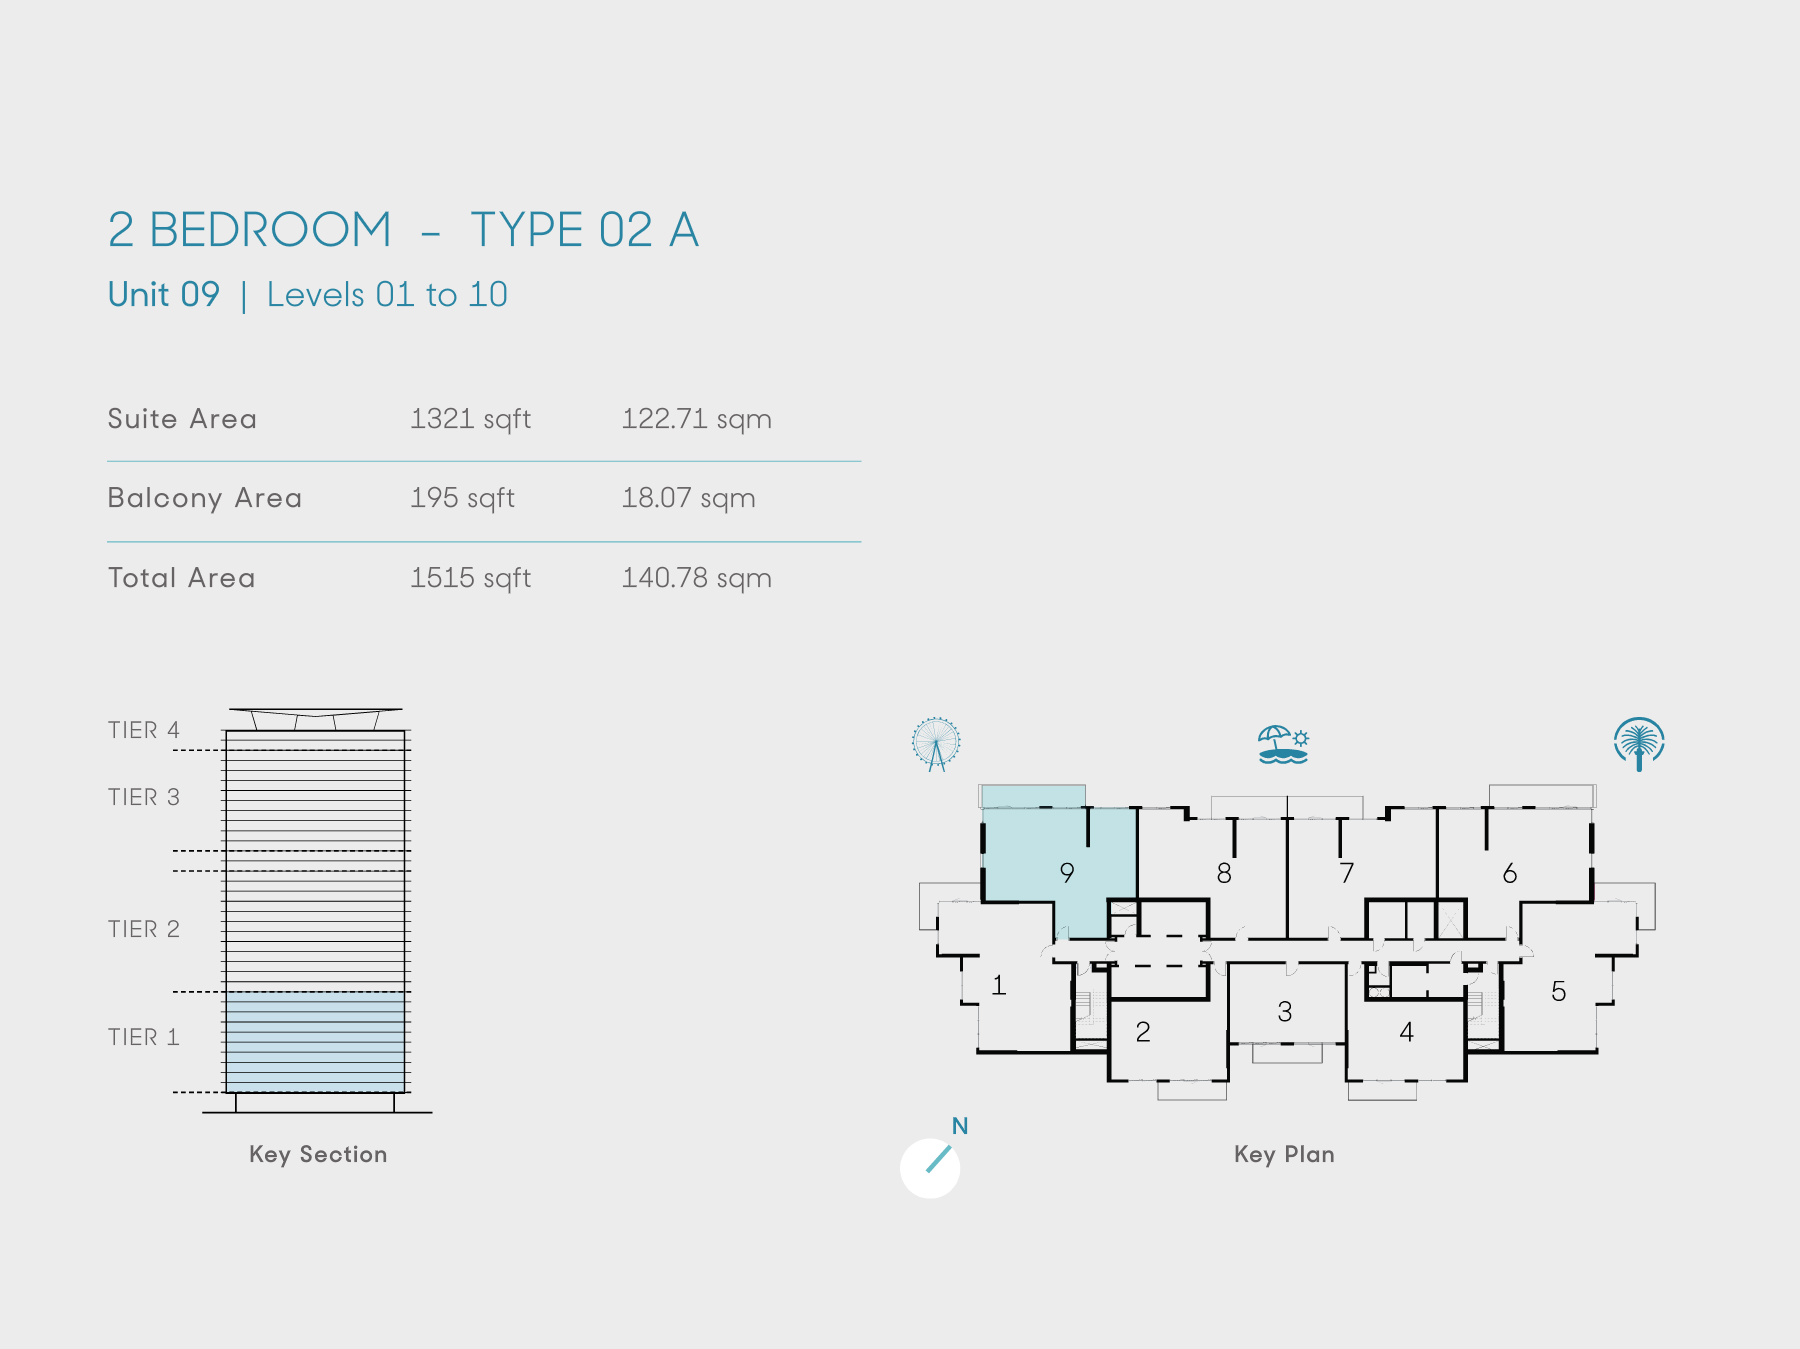 2 BEDROOM – TYPE 02 A
Unit 09 | Levels 01 to 10
Suite Area 1321 sqft 122.71 sqm
Balcony Area 195 sqft 18.07 sqm
Total Area 1515 sqft 140.78 sqm
TIER 4
TIER 3
TIER 2
TIER 1
Key Section
9
8
7
6
1
2
3
4
5
N
Key Plan